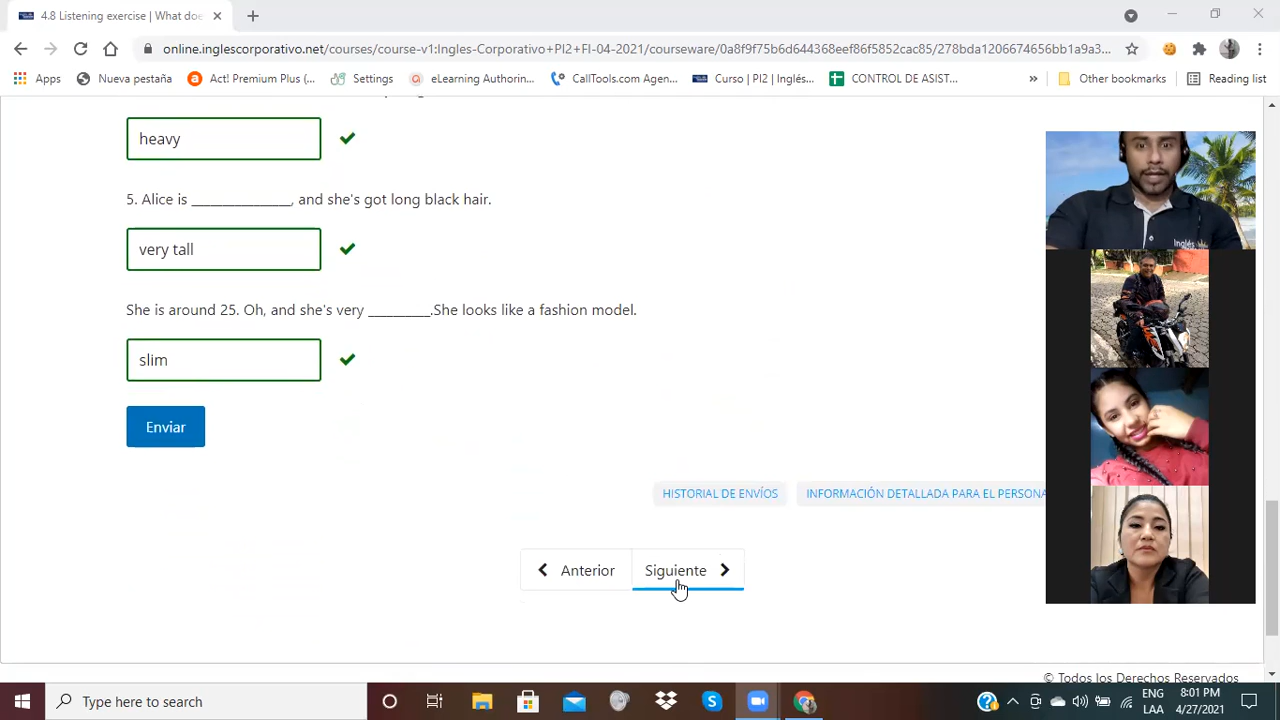 4.8 Listening exercise | What doe
online.inglescorporativo.net/courses/course-v1:Ingles-Corporativo+PI2+FI-04-2021/courseware/0a8f9f75b6d644368eef86f5852cac85/278bda1206674656bb1a9a3...
Apps Nueva pestaña Act! Premium Plus (... Settings eLearning Authorin... CallTools.com Agen... Curso | PI2 | Inglés... CONTROL DE ASIST... » Other bookmarks Reading list
heavy
5. Alice is _______________, and she's got long black hair.
very tall
She is around 25. Oh, and she's very _________.She looks like a fashion model.
slim
Enviar
HISTORIAL DE ENVÍOS INFORMACIÓN DETALLADA PARA EL PERSONA
Anterior Siguiente
© Todos los Derechos Reservados
Type here to search
ENG 8:01 PM
LAA 4/27/2021